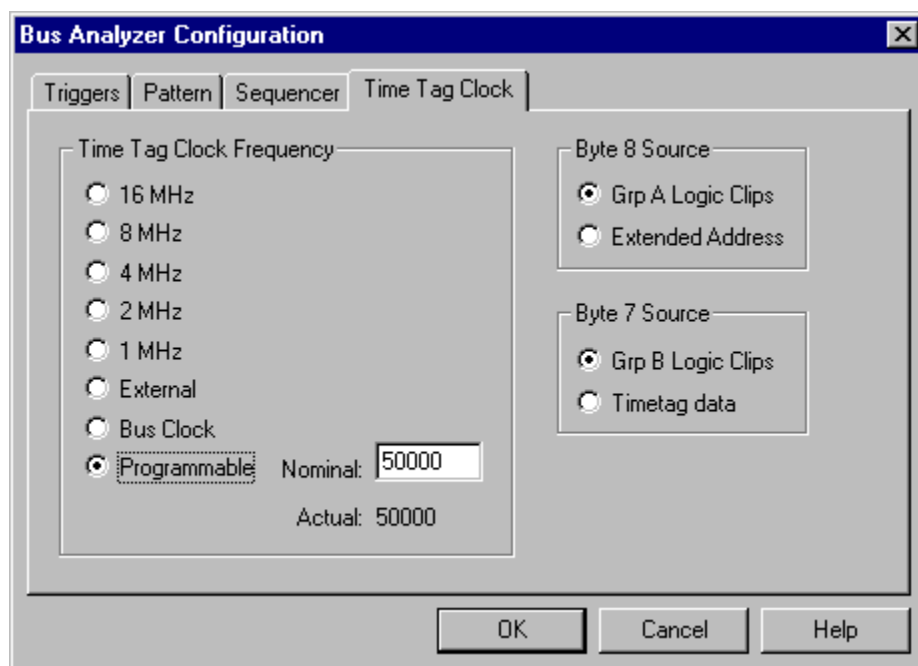 Bus Analyzer Configuration
Triggers Pattern Sequencer Time Tag Clock
Time Tag Clock Frequency
16 MHz
8 MHz
4 MHz
2 MHz
1 MHz
External
Bus Clock
Programmable Nominal: 50000
Actual: 50000
Byte 8 Source
Grp A Logic Clips
Extended Address
Byte 7 Source
Grp B Logic Clips
Timetag data
OK Cancel Help